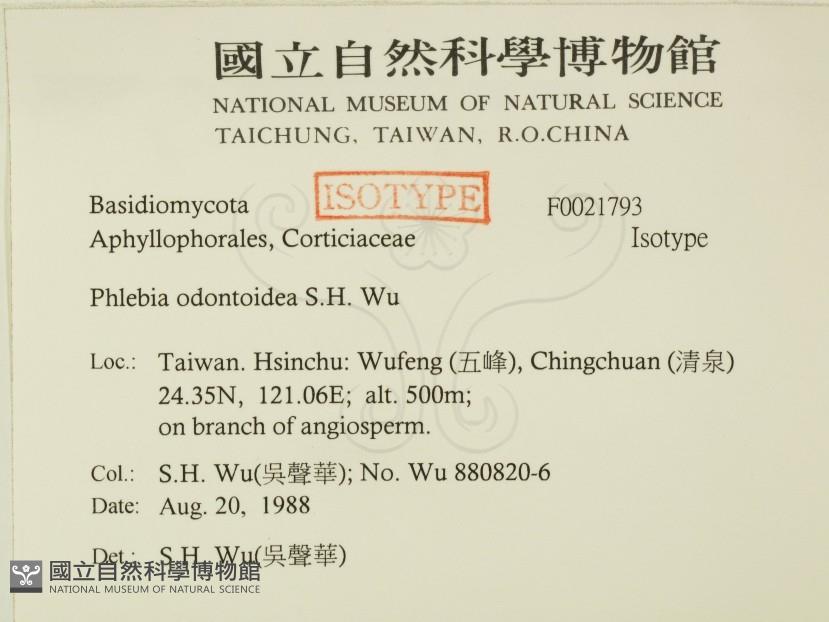 國立自然科學博物館
NATIONAL MUSEUM OF NATURAL SCIENCE
TAICHUNG, TAIWAN, R.O.CHINA
Basidiomycota ISOTYPE F0021793
Aphyllophorales, Corticiaceae Isotype
Phlebia odontoidea S.H. Wu
Loc.: Taiwan. Hsinchu: Wufeng (五峰), Chingchuan (清泉)
24.35N, 121.06E; alt. 500m;
on branch of angiosperm.
Col.: S.H. Wu(吳聲華); No. Wu 880820-6
Date: Aug. 20, 1988
Det.: S.H. Wu(吳聲華)
國立自然科學博物館
NATIONAL MUSEUM OF NATURAL SCIENCE